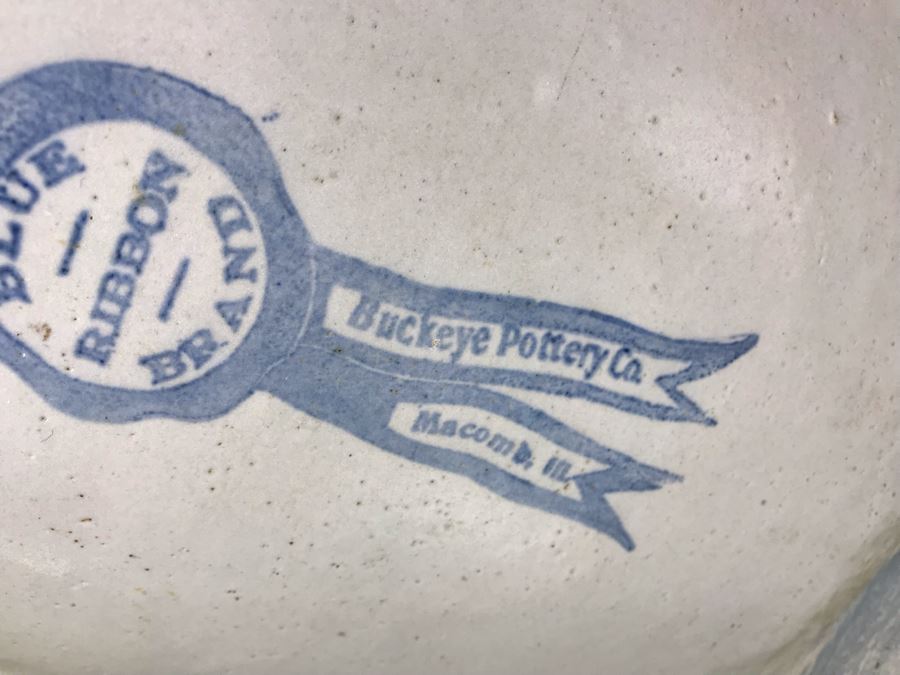 BLUE
RIBBON
BRAND
Buckeye Pottery Co.
Macomb, Ill.